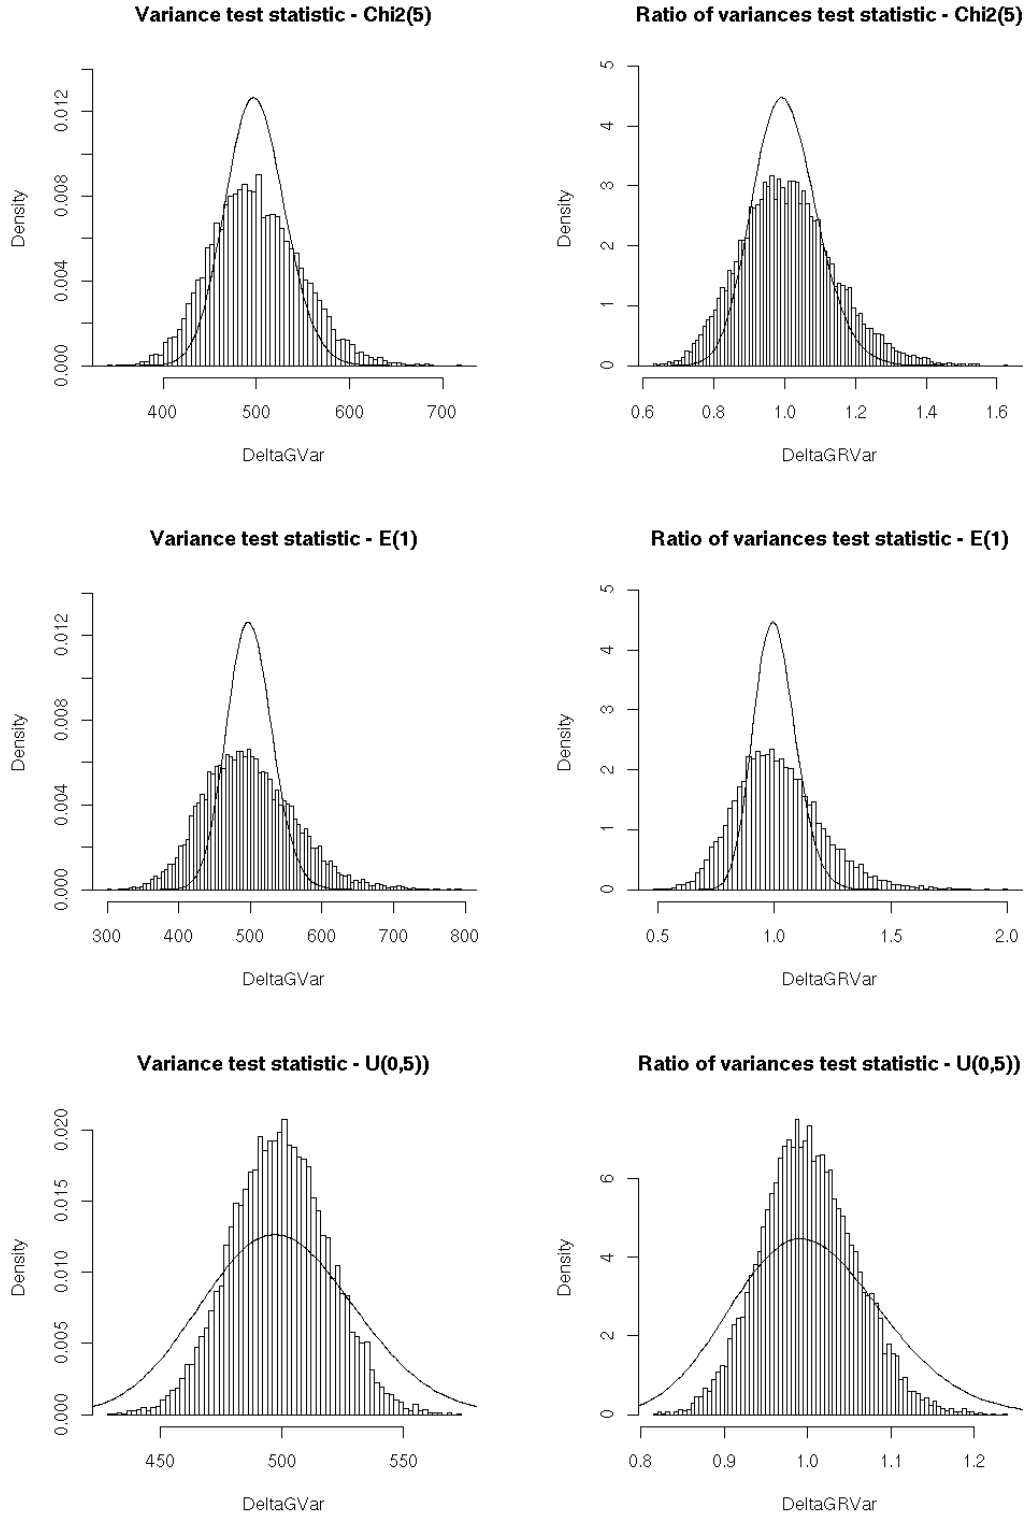 Variance test statistic - Chi2(5)
Density
0.000 0.004 0.008 0.012
400 500 600 700
DeltaGVar
Ratio of variances test statistic - Chi2(5)
Density
0 1 2 3 4 5
0.6 0.8 1.0 1.2 1.4 1.6
DeltaGRVar
Variance test statistic - E(1)
Density
0.000 0.004 0.008 0.012
300 400 500 600 700 800
DeltaGVar
Ratio of variances test statistic - E(1)
Density
0 1 2 3 4 5
0.5 1.0 1.5 2.0
DeltaGRVar
Variance test statistic - U(0,5))
Density
0.000 0.005 0.010 0.015 0.020
450 500 550
DeltaGVar
Ratio of variances test statistic - U(0,5))
Density
0 2 4 6
0.8 0.9 1.0 1.1 1.2
DeltaGRVar